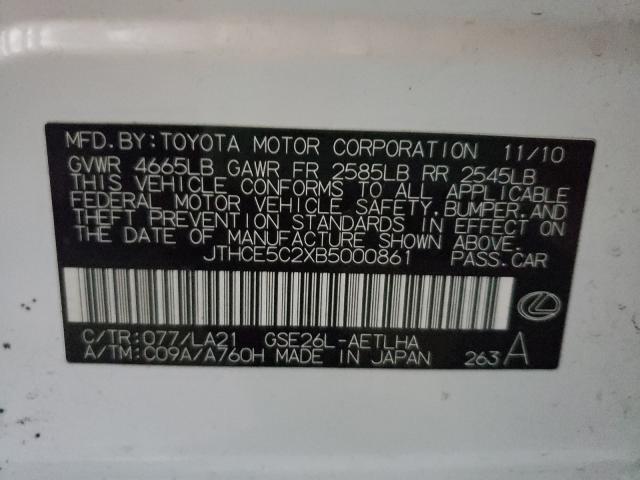 MFD.BY:TOYOTA MOTOR CORPORATION 11/10
GVWR 4665LB GAWR FR 2585LB RR 2545LB
THIS VEHICLE CONFORMS TO ALL APPLICABLE
FEDERAL MOTOR VEHICLE SAFETY,BUMPER,AND
THEFT PREVENTION STANDARDS IN EFFECT ON
THE DATE OF MANUFACTURE SHOWN ABOVE.
JTHCE5C2XB5000861 PASS.CAR
C/TR:077/LA21 GSE26L-AETLHA
A/TM:C09A/A760H MADE IN JAPAN 263 A